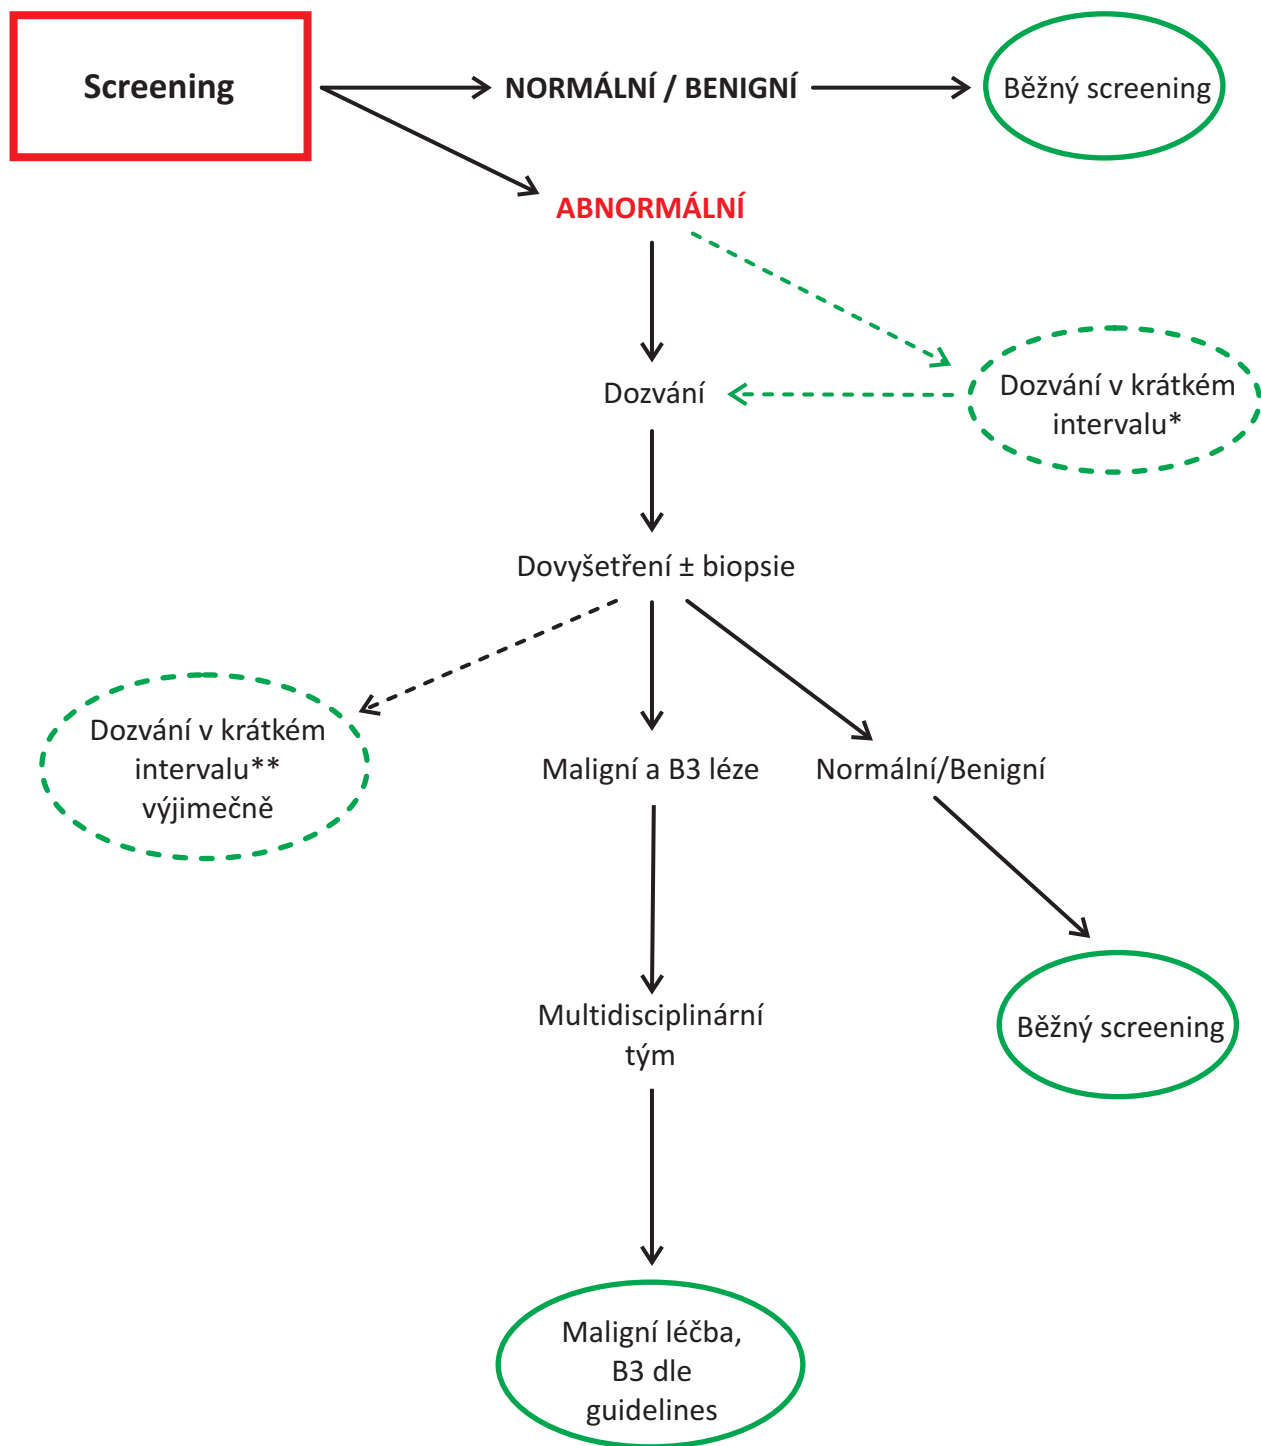 Screening
NORMÁLNÍ / BENIGNÍ
Běžný screening
ABNORMÁLNÍ
Dozvání
Dozvání v krátkém
intervalu*
Dovyšetření ± biopsie
Dozvání v krátkém
intervalu**
výjimečně
Maligní a B3 léze
Normální/Benigní
Multidisciplinární
tým
Běžný screening
Maligní léčba,
B3 dle
guidelines